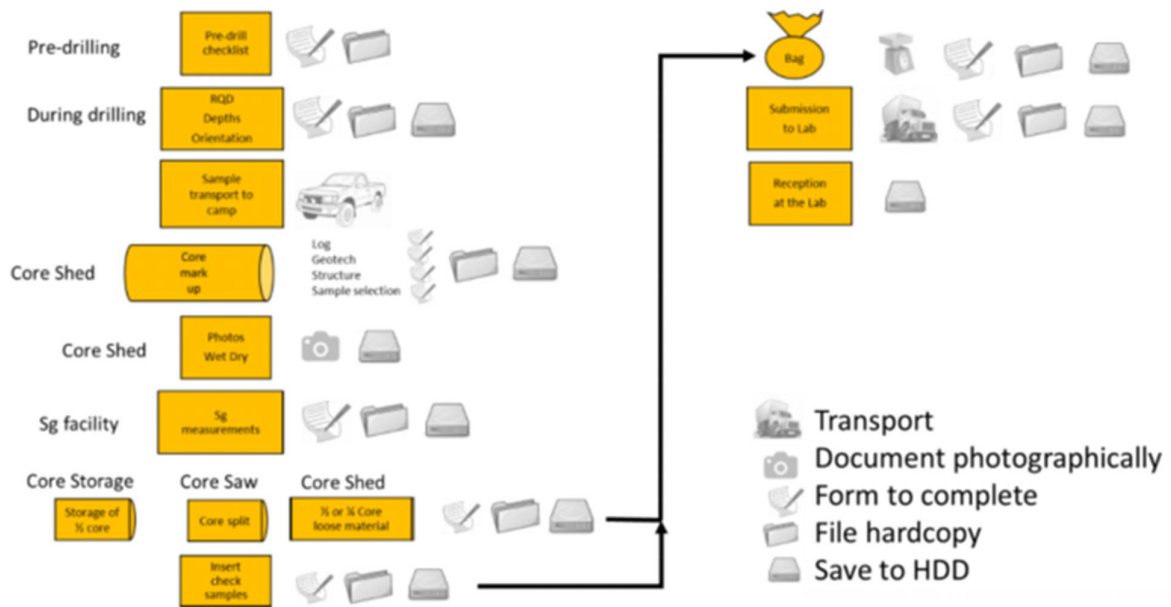 Pre-drilling
Pre-drill
checklist
During drilling
RQD
Depths
Orientation
Sample
transport to
camp
Core Shed
Core
mark
up
Log
Geotech
Structure
Sample selection
Core Shed
Photos
Wet Dry
Sg facility
Sg
measurements
Core Storage
Storage of
½ core
Core Saw
Core split
Core Shed
½ or ¼ Core
loose material
Insert
check
samples
Bag
Submission
to Lab
Reception
at the Lab
Transport
Document photographically
Form to complete
File hardcopy
Save to HDD